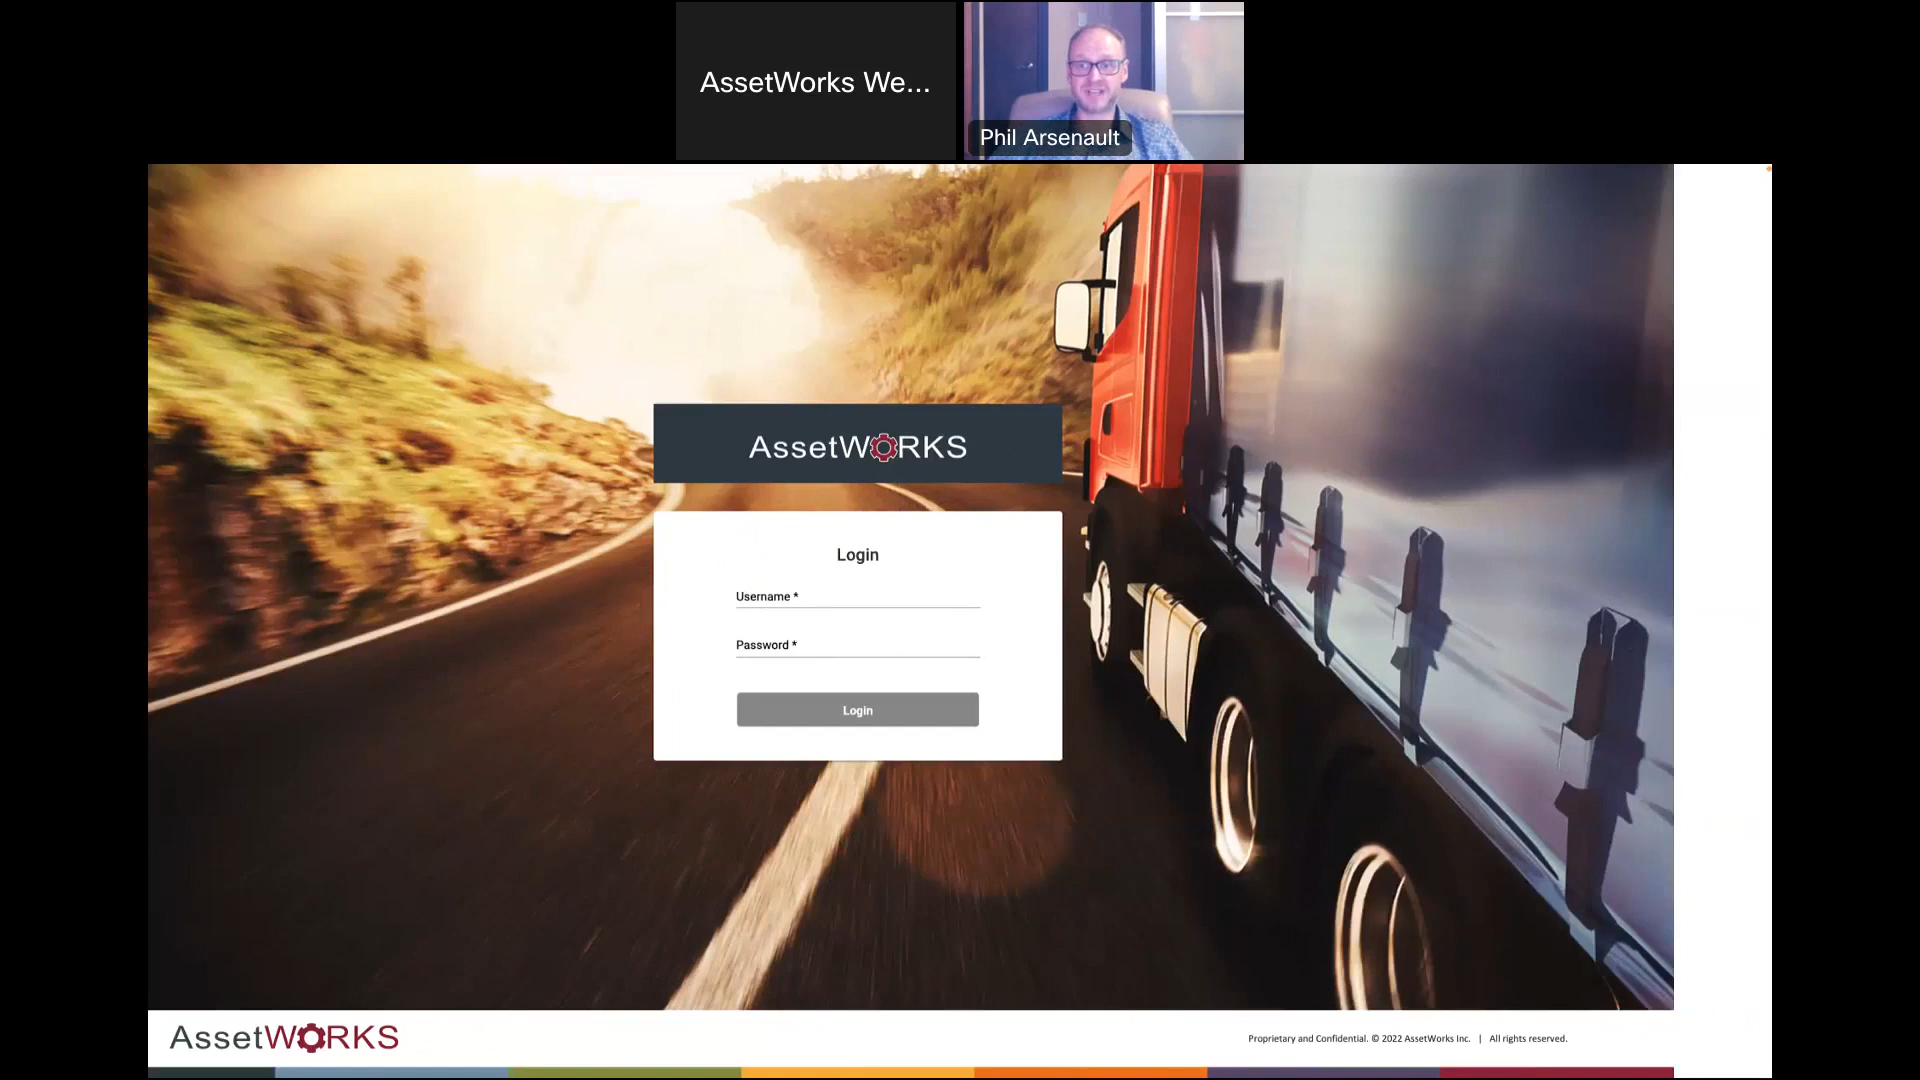 AssetWorks We...
Phil Arsenault
AssetWORKS
Login
Username *
Password *
Login
AssetWORKS
Proprietary and Confidential. © 2022 AssetWorks Inc. | All rights reserved.